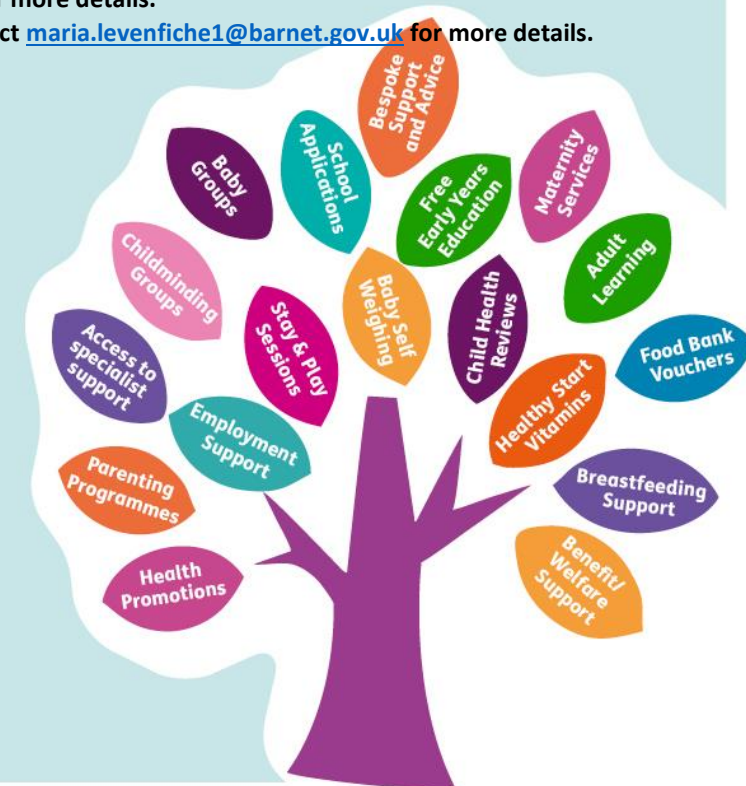 more details.
ct maria.levenfiche1@barnet.gov.uk for more details.
Bespoke
Support
and Advice
School
Applications
Baby
Groups
Free
Early Years
Education
Maternity
Services
Childminding
Groups
Stay & Play
Sessions
Baby Self
Weighing
Child Health
Reviews
Adult
Learning
Access to
specialist
support
Employment
Support
Healthy Start
Vitamins
Food Bank
Vouchers
Parenting
Programmes
Breastfeeding
Support
Health
Promotions
Benefit/
Welfare
Support